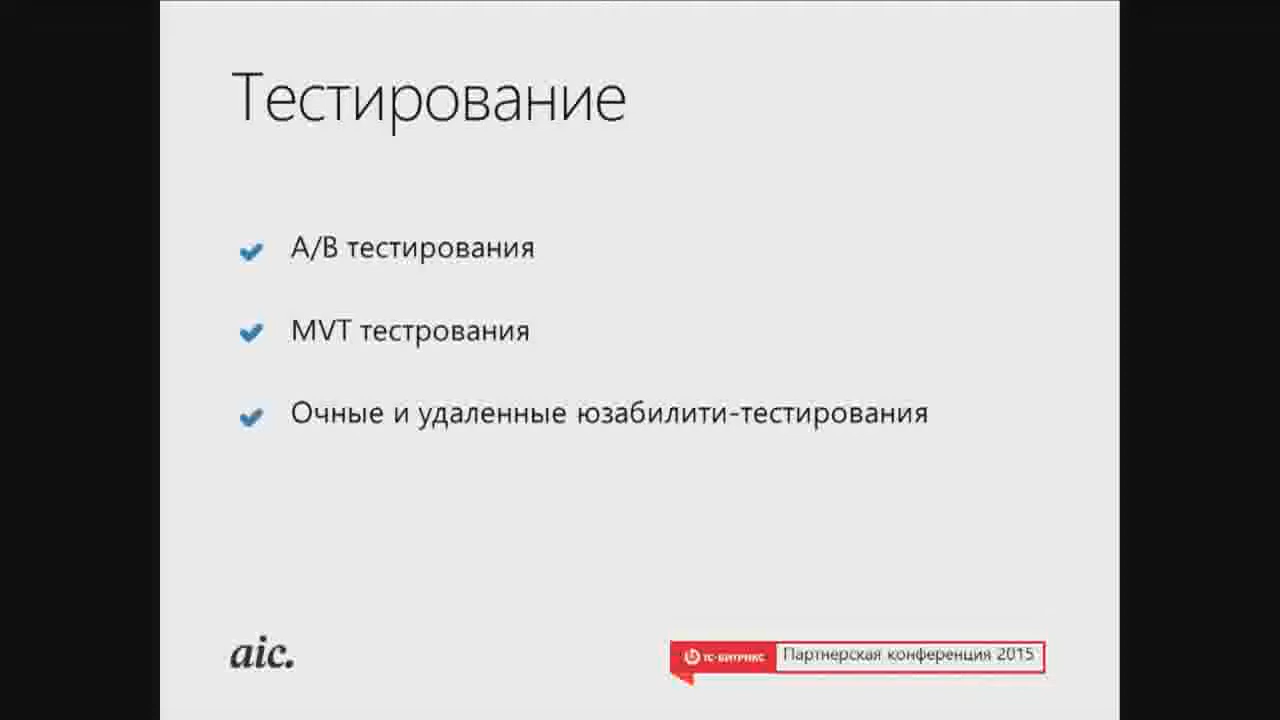 Тестирование
A/B тестирования
MVT тестрования
Очные и удаленные юзабилити-тестирования
aic.
1С-БИТРИКС Партнерская конференция 2015